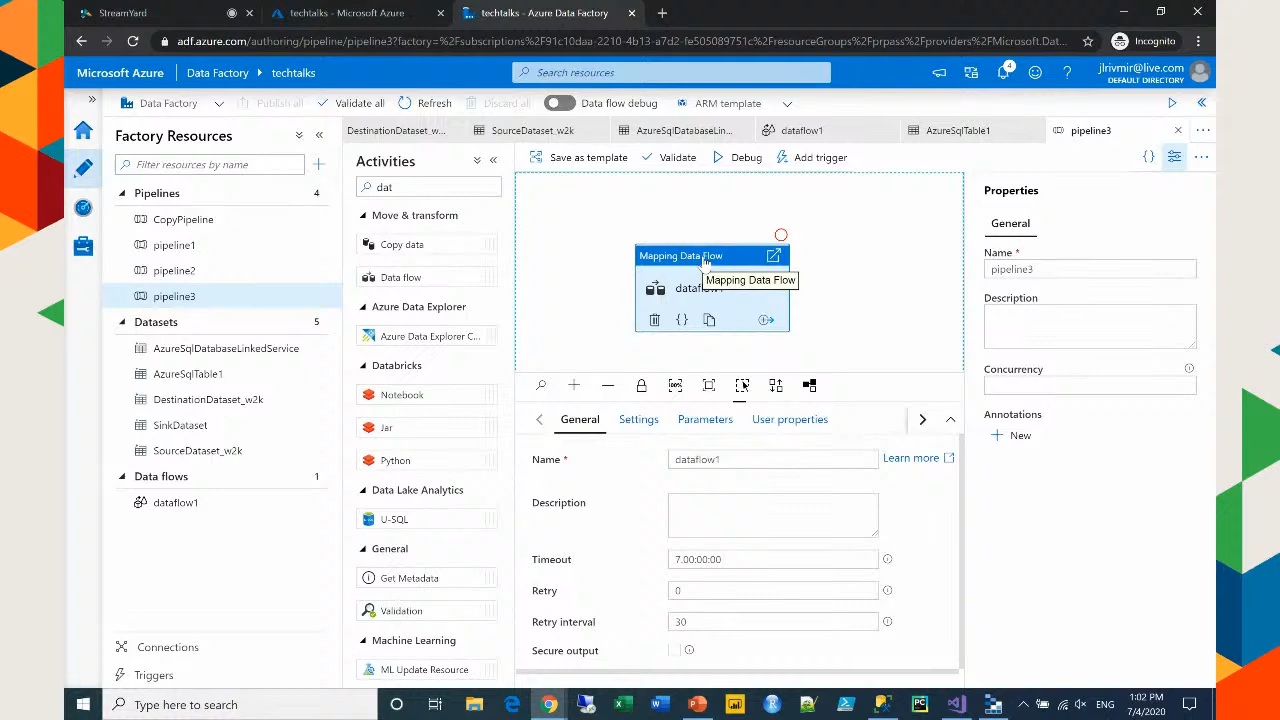 StreamYard
techtalks - Microsoft Azure
techtalks - Azure Data Factory
adf.azure.com/authoring/pipeline/pipeline3?factory=%2Fsubscriptions%2F91c10daa-2210-4b13-a7d2-fe505089751c%2FresourceGroups%2Fprpass%2Fproviders%2FMicrosoft.Dat...
Incognito
Microsoft Azure
Data Factory
techtalks
Search resources
4
jlrivmir@live.com
DEFAULT DIRECTORY
Data Factory
Publish all
Validate all
Refresh
Discard all
Data flow debug
ARM template
Factory Resources
Filter resources by name
Pipelines 4
CopyPipeline
pipeline1
pipeline2
pipeline3
Datasets 5
AzureSqlDatabaseLinkedService
AzureSqlTable1
DestinationDataset_w2k
SinkDataset
SourceDataset_w2k
Data flows 1
dataflow1
Connections
Triggers
DestinationDataset_w...
SourceDataset_w2k
AzureSqlDatabaseLin...
dataflow1
AzureSqlTable1
pipeline3
Activities
dat
Move & transform
Copy data
Data flow
Azure Data Explorer
Azure Data Explorer C...
Databricks
Notebook
Jar
Python
Data Lake Analytics
U-SQL
General
Get Metadata
Validation
Machine Learning
ML Update Resource
Save as template
Validate
Debug
Add trigger
Mapping Data Flow
Mapping Data Flow
100%
General
Settings
Parameters
User properties
Name *
dataflow1
Learn more
Description
Timeout
7.00:00:00
Retry
0
Retry interval
30
Secure output
Properties
General
Name *
pipeline3
Description
Concurrency
Annotations
New
Type here to search
ENG
1:02 PM
7/4/2020